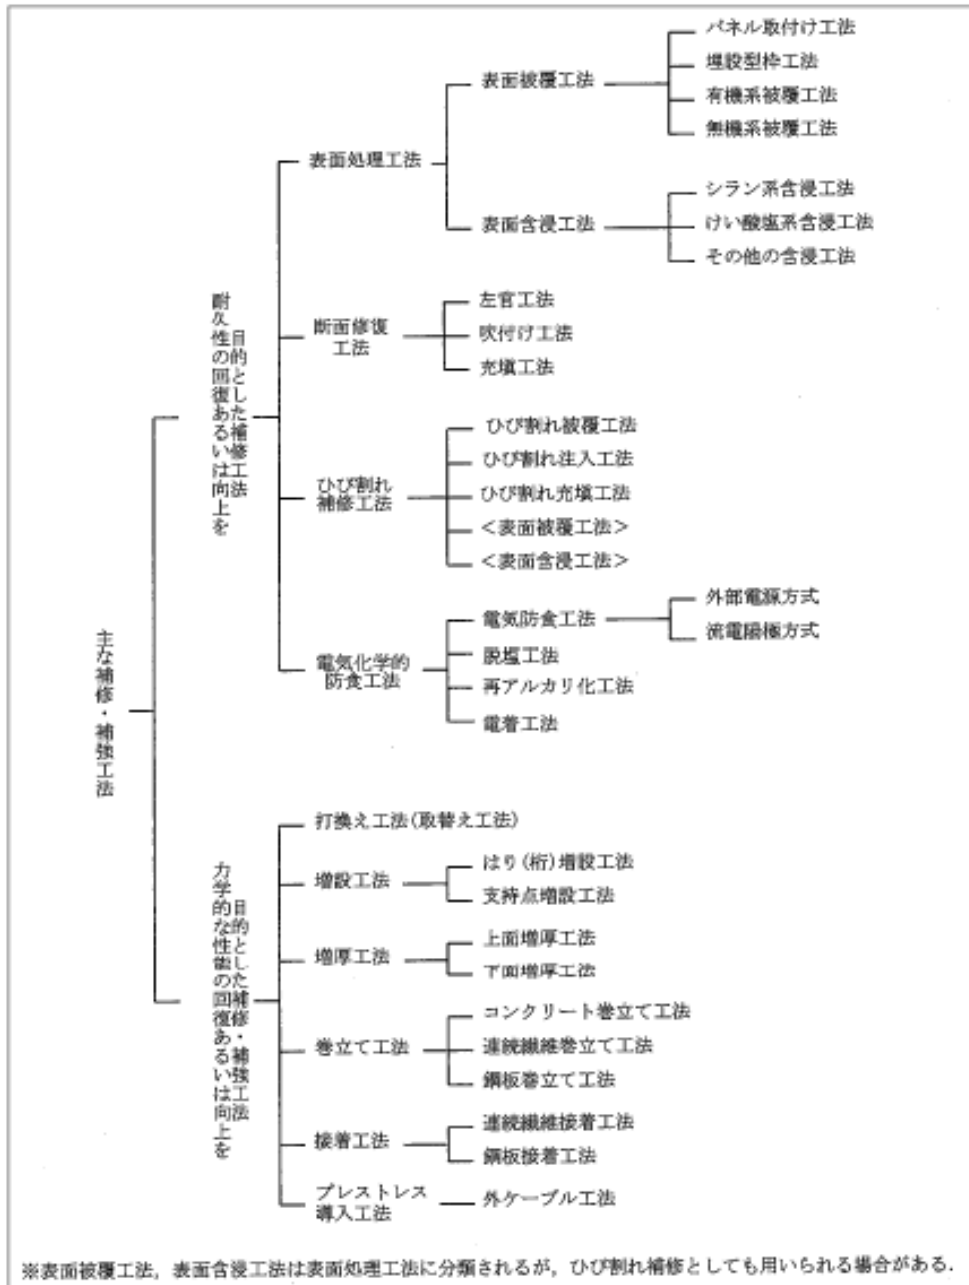 主な補修・補強工法
耐久性の回復あるいは向上を
目的とした補修工法
表面処理工法
表面被覆工法
パネル取付け工法
埋設型枠工法
有機系被覆工法
無機系被覆工法
表面含浸工法
シラン系含浸工法
けい酸塩系含浸工法
その他の含浸工法
断面修復
工法
左官工法
吹付け工法
充塡工法
ひび割れ
補修工法
ひび割れ被覆工法
ひび割れ注入工法
ひび割れ充塡工法
<表面被覆工法>
<表面含浸工法>
電気化学的
防食工法
電気防食工法
外部電源方式
流電陽極方式
脱塩工法
再アルカリ化工法
電着工法
力学的な性能の回復あるいは向上を
目的とした補修・補強工法
打換え工法(取替え工法)
増設工法
はり(桁)増設工法
支持点増設工法
増厚工法
上面増厚工法
下面増厚工法
巻立て工法
コンクリート巻立て工法
連続繊維巻立て工法
鋼板巻立て工法
接着工法
連続繊維接着工法
鋼板接着工法
プレストレス
導入工法
外ケーブル工法
※表面被覆工法，表面含浸工法は表面処理工法に分類されるが，ひび割れ補修としても用いられる場合がある．